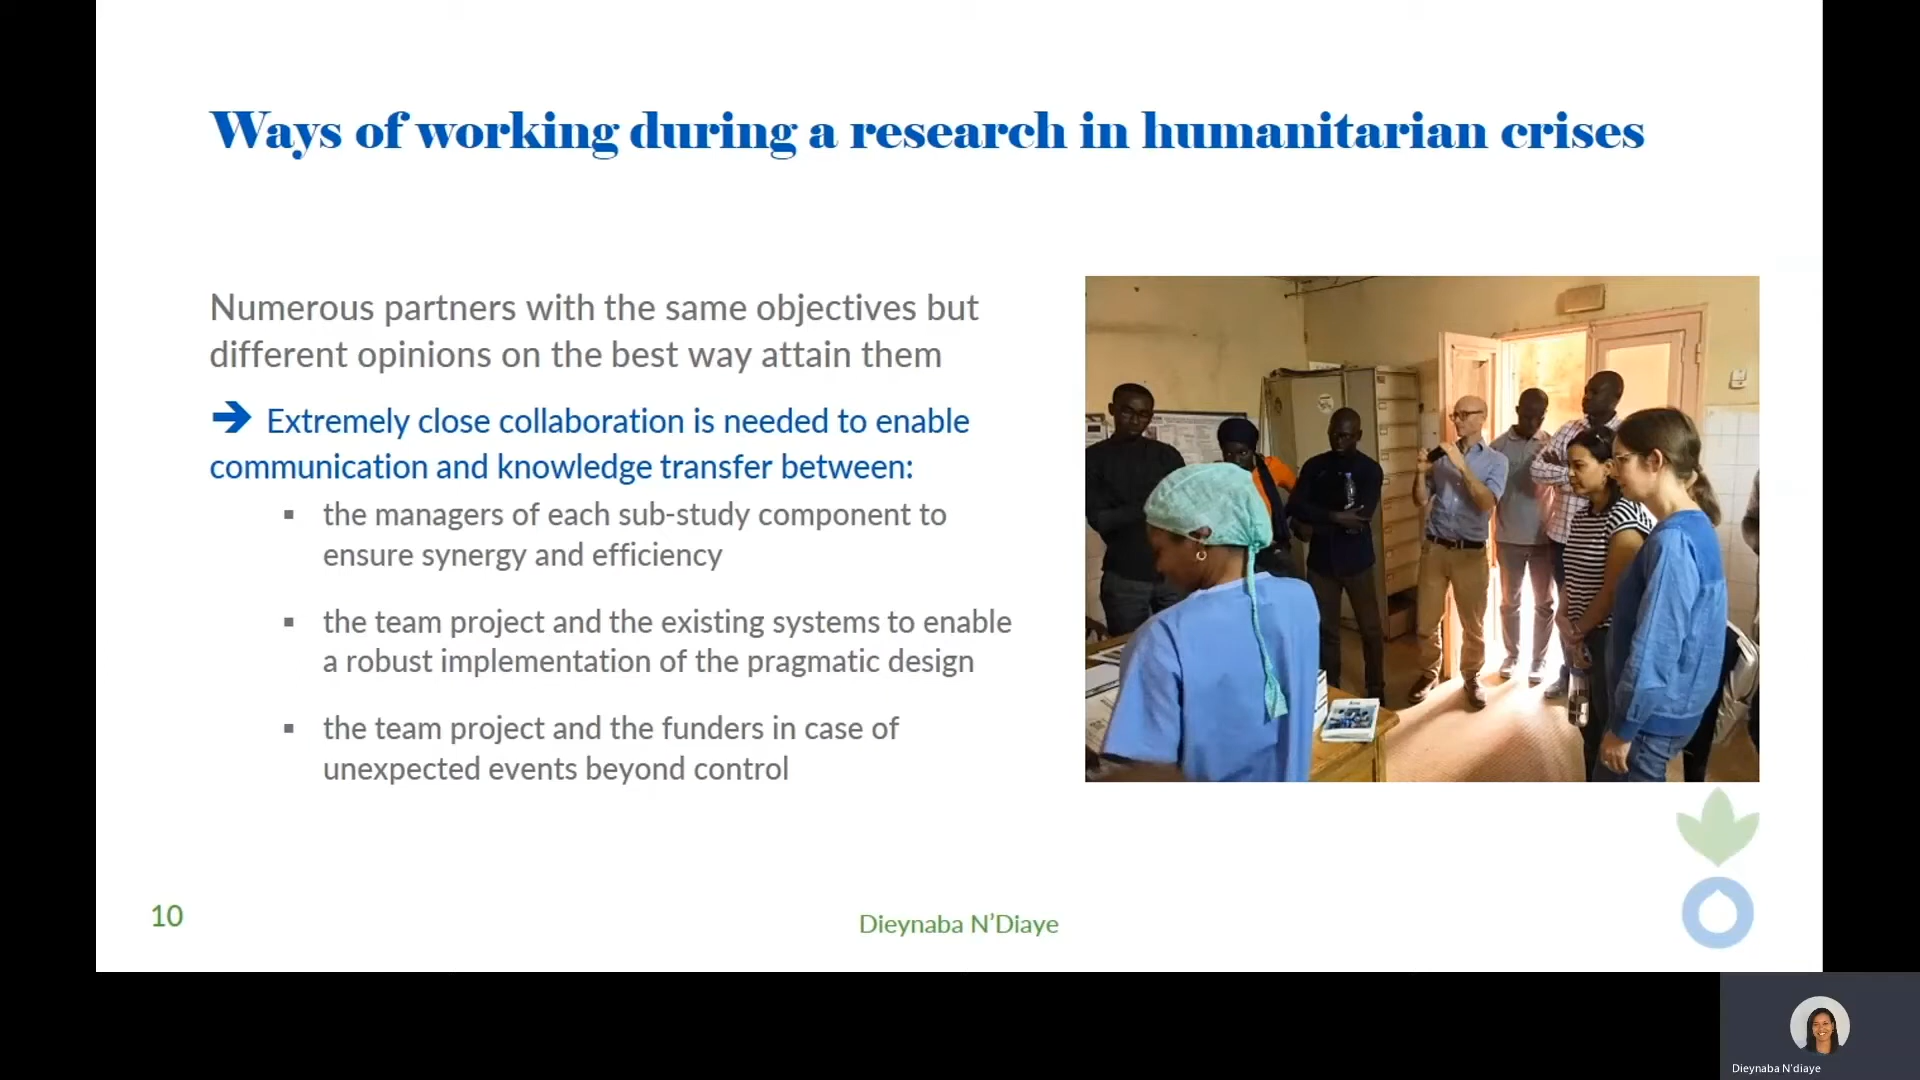 Ways of working during a research in humanitarian crises
Numerous partners with the same objectives but
different opinions on the best way attain them
➔ Extremely close collaboration is needed to enable
communication and knowledge transfer between:
▪ the managers of each sub-study component to
ensure synergy and efficiency
▪ the team project and the existing systems to enable
a robust implementation of the pragmatic design
▪ the team project and the funders in case of
unexpected events beyond control
10
Dieynaba N’Diaye
Dieynaba N'diaye